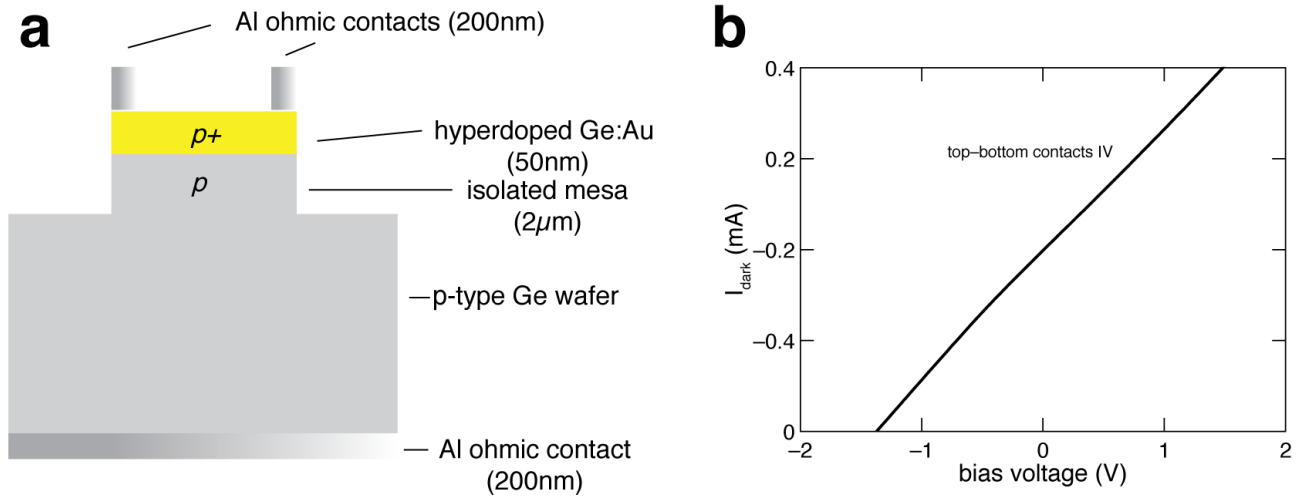 a
Al ohmic contacts (200nm)
p+
hyperdoped Ge:Au
(50nm)
p
isolated mesa
(2µm)
p-type Ge wafer
Al ohmic contact
(200nm)
b
0.4
0.2
−0.2
−0.4
0
I_dark (mA)
top–bottom contacts IV
−2
−1
0
1
2
bias voltage (V)